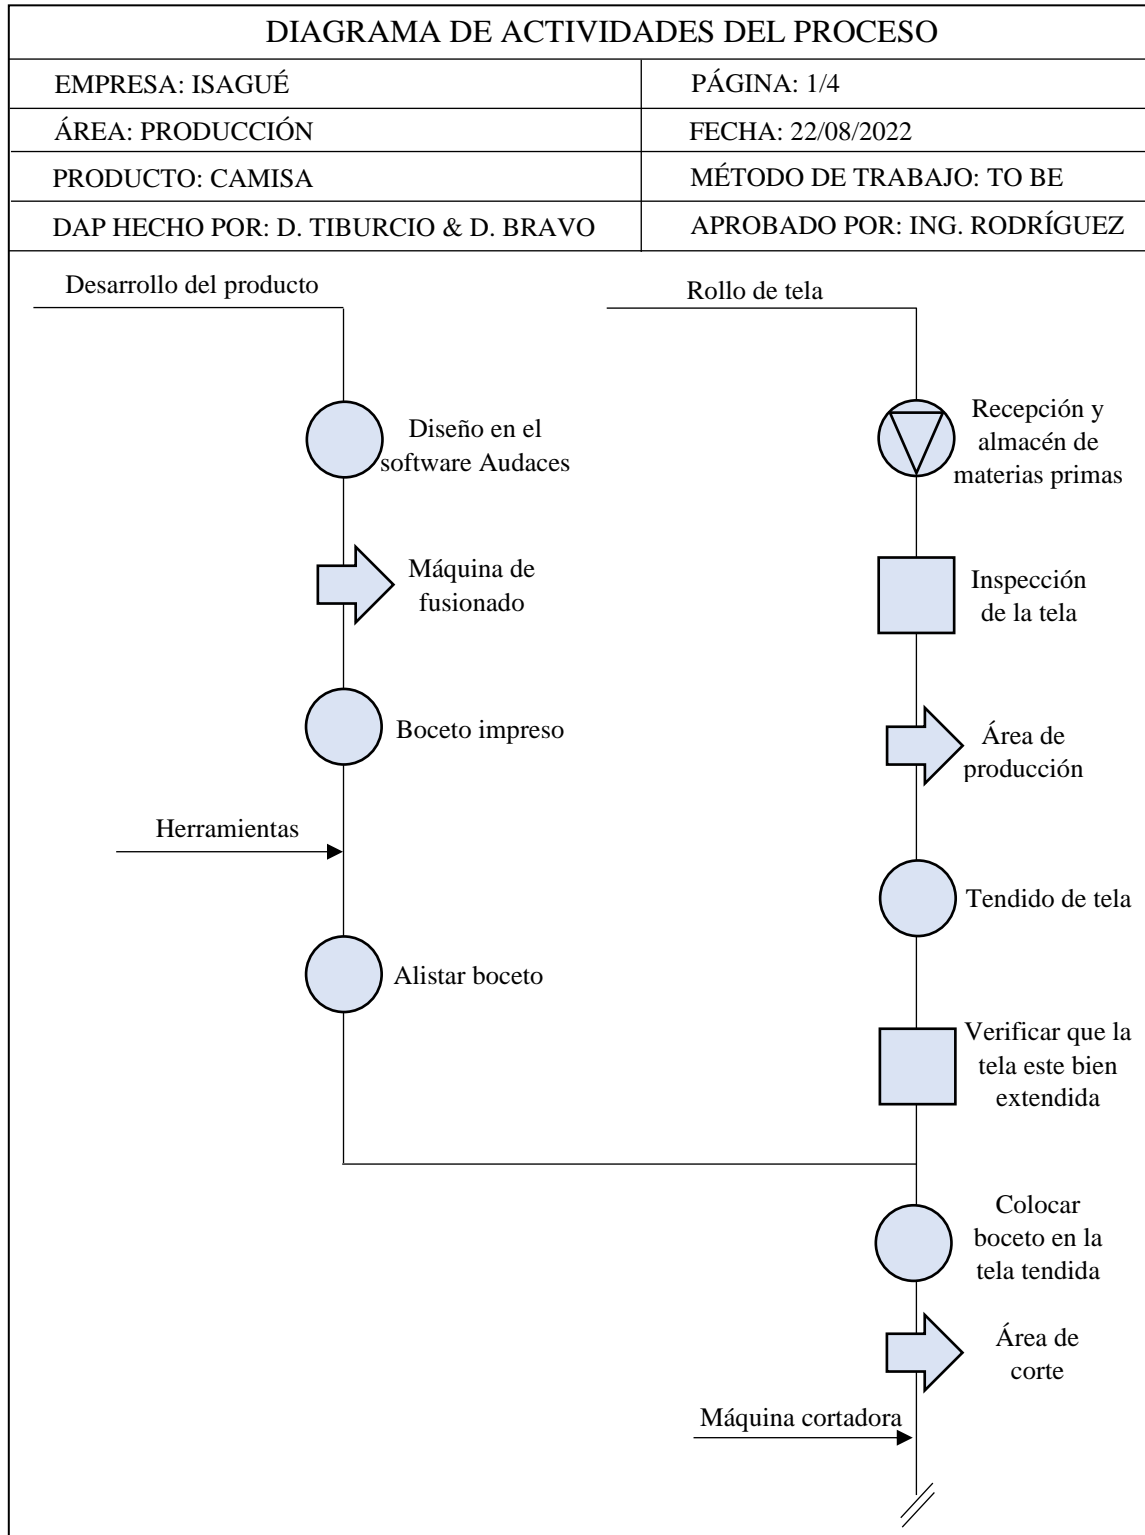 DIAGRAMA DE ACTIVIDADES DEL PROCESO
EMPRESA: ISAGUÉ
PÁGINA: 1/4
ÁREA: PRODUCCIÓN
FECHA: 22/08/2022
PRODUCTO: CAMISA
MÉTODO DE TRABAJO: TO BE
DAP HECHO POR: D. TIBURCIO & D. BRAVO
APROBADO POR: ING. RODRÍGUEZ
Desarrollo del producto
Diseño en el
software Audaces
Máquina de
fusionado
Boceto impreso
Herramientas
Alistar boceto
Rollo de tela
Recepción y
almacén de
materias primas
Inspección
de la tela
Área de
producción
Tendido de tela
Verificar que la
tela este bien
extendida
Colocar
boceto en la
tela tendida
Área de
corte
Máquina cortadora